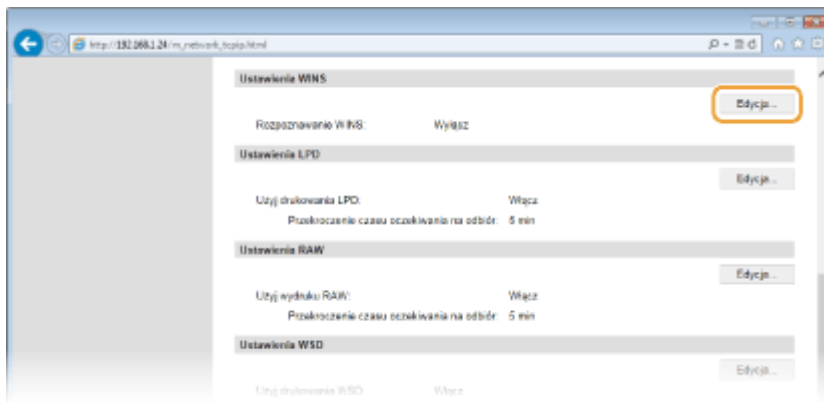 http://192.168.1.24/m_network_tcpip.html
Ustawienia WINS
Edycja...
Rozpoznawanie WINS: Wyłącz
Ustawienia LPD
Edycja...
Użyj drukowania LPD: Włącz
Przekroczenie czasu oczekiwania na odbiór: 5 min
Ustawienia RAW
Edycja...
Użyj wydruku RAW: Włącz
Przekroczenie czasu oczekiwania na odbiór: 5 min
Ustawienia WSD
Edycja...
Użyj drukowania WSD Włącz